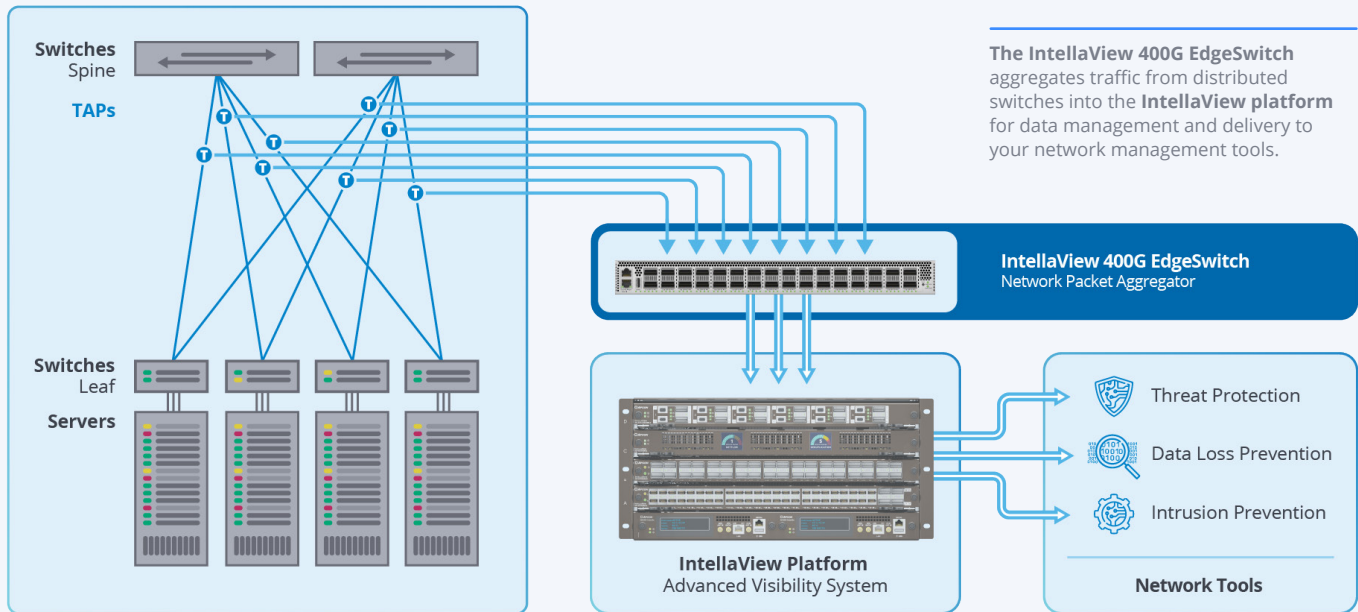 Switches
Spine
TAPs
T
T
T
T
T
T
T
T
The IntellaView 400G EdgeSwitch
aggregates traffic from distributed
switches into the IntellaView platform
for data management and delivery to
your network management tools.
IntellaView 400G EdgeSwitch
Network Packet Aggregator
Switches
Leaf
Servers
IntellaView Platform
Advanced Visibility System
Threat Protection
Data Loss Prevention
Intrusion Prevention
Network Tools